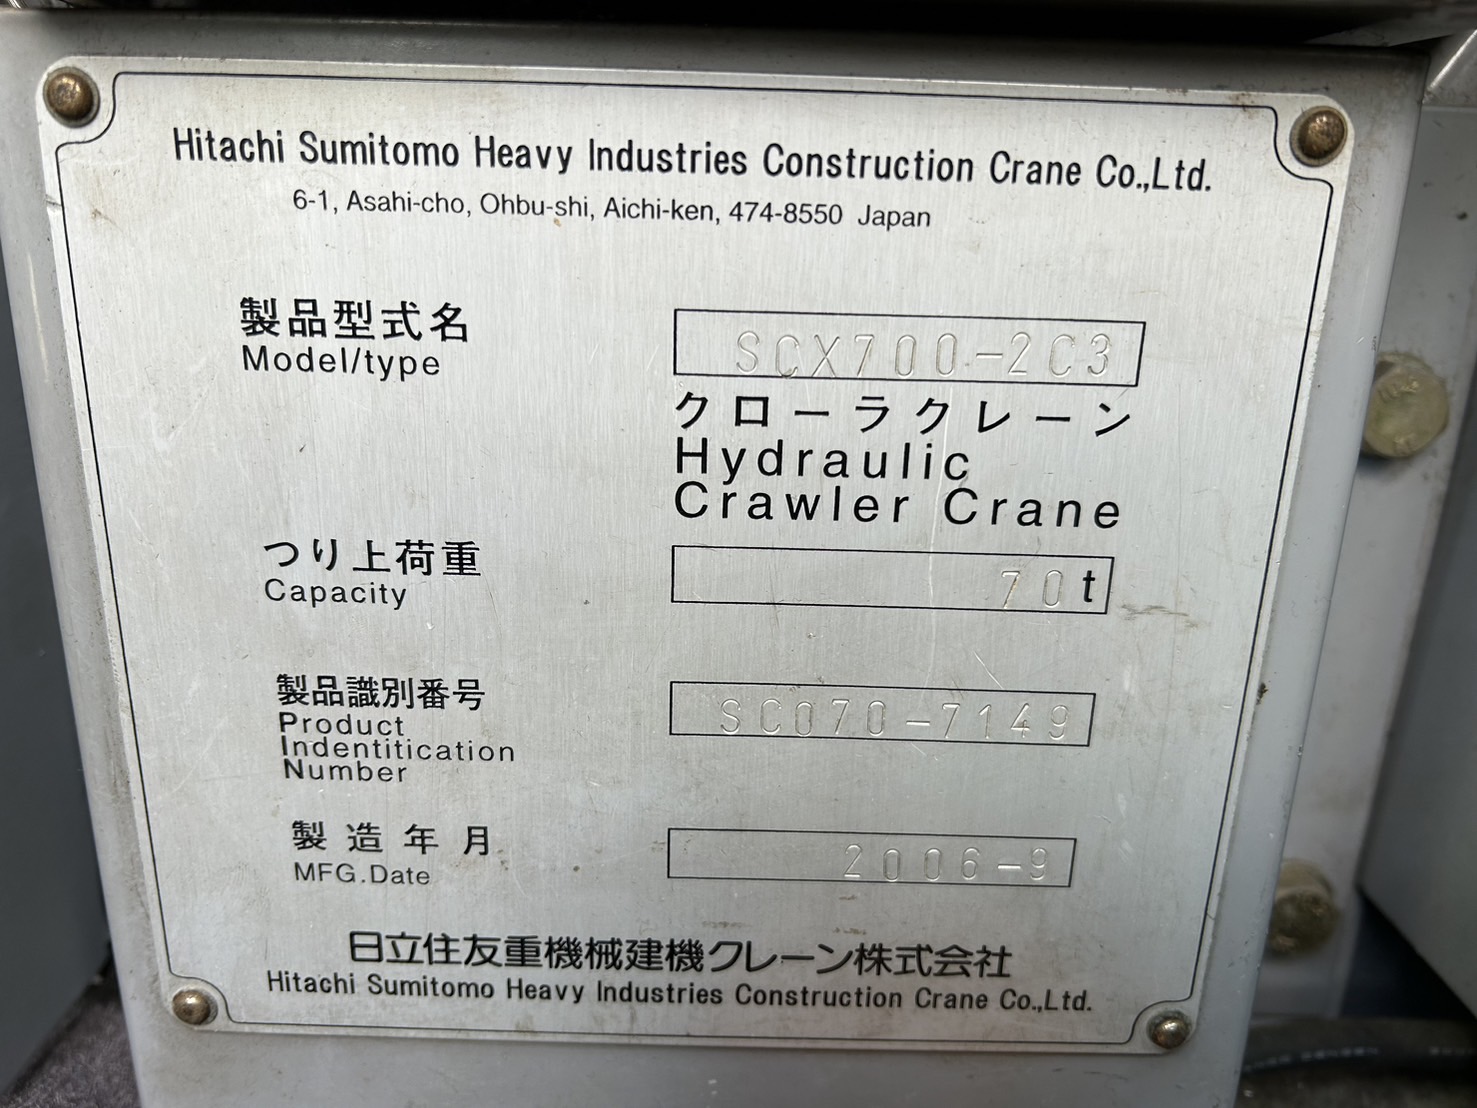 Hitachi Sumitomo Heavy Industries Construction Crane Co.,Ltd.
6-1, Asahi-cho, Ohbu-shi, Aichi-ken, 474-8550 Japan
製品型式名
Model/type
SCX700-2C3
クローラクレーン
Hydraulic
Crawler Crane
つり上荷重
Capacity
70t
製品識別番号
Product
Indentitication
Number
SC070-7149
製造年月
MFG.Date
2006-9
日立住友重機械建機クレーン株式会社
Hitachi Sumitomo Heavy Industries Construction Crane Co.,Ltd.